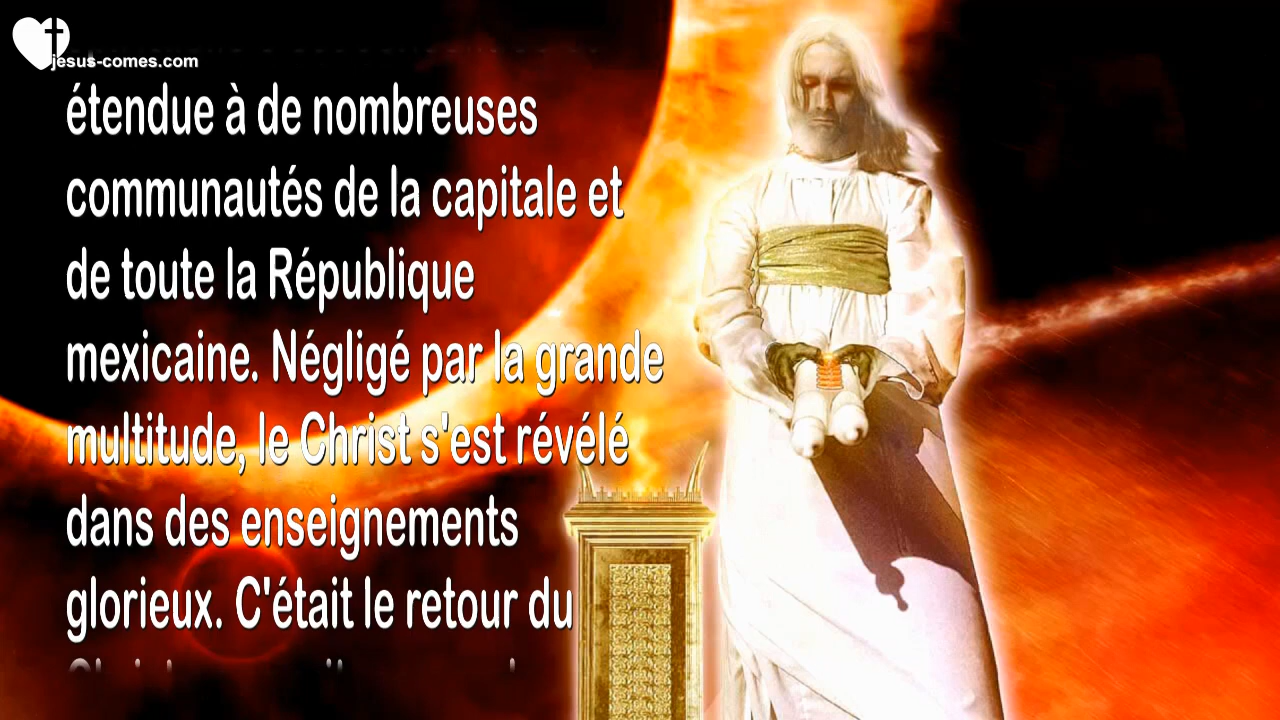 jesus-comes.com
étendue à de nombreuses
communautés de la capitale et
de toute la République
mexicaine. Négligé par la grande
multitude, le Christ s'est révélé
dans des enseignements
glorieux. C'était le retour du